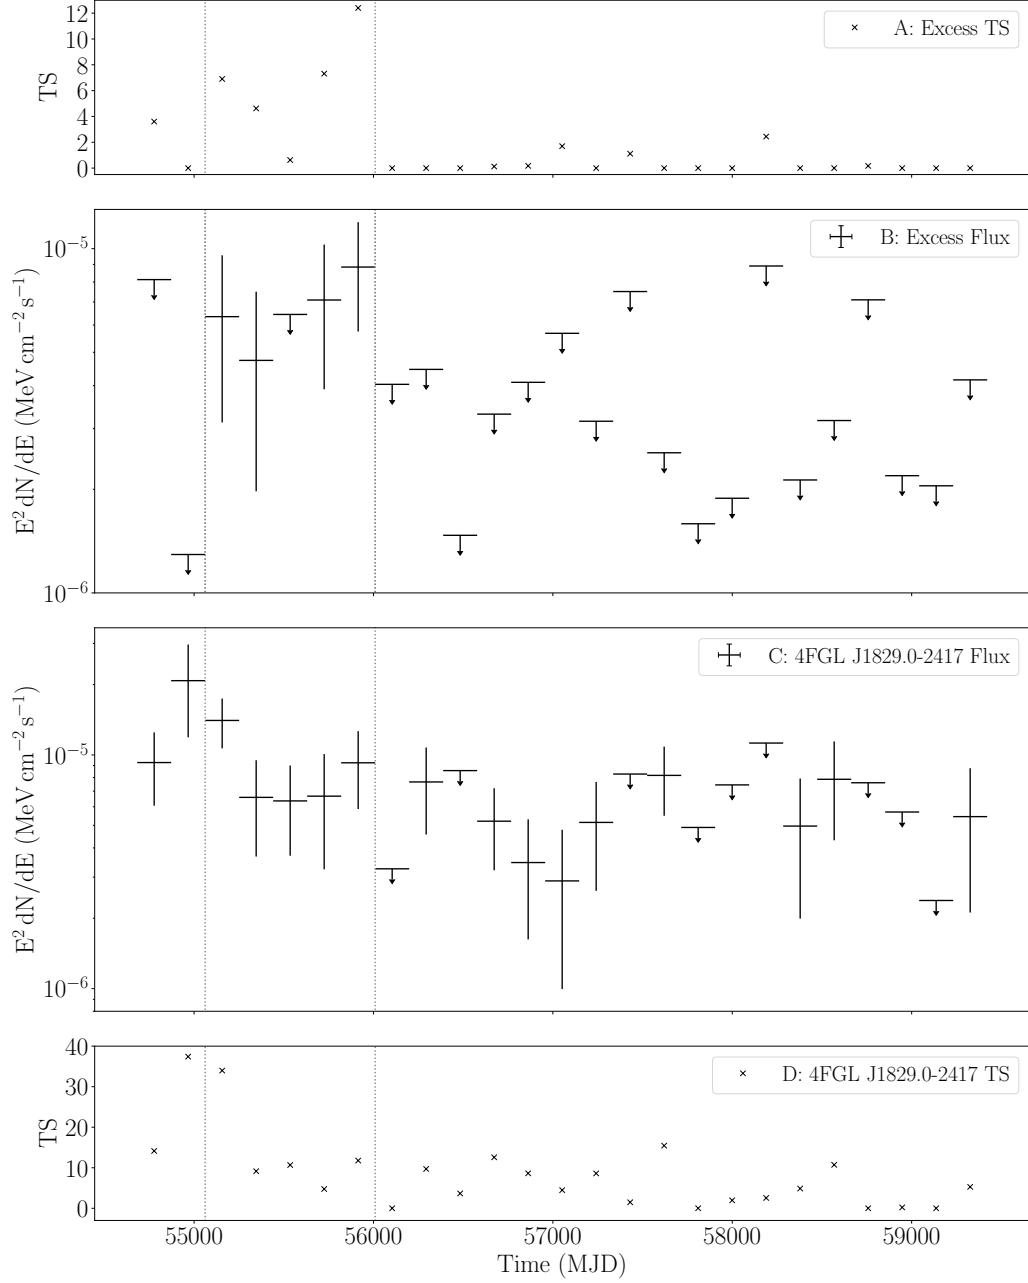 12
10
8
6
4
2
0
TS
A: Excess TS
10⁻⁵
10⁻⁶
E² dN/dE (MeV cm⁻² s⁻¹)
B: Excess Flux
10⁻⁵
10⁻⁶
E² dN/dE (MeV cm⁻² s⁻¹)
C: 4FGL J1829.0-2417 Flux
40
30
20
10
0
TS
D: 4FGL J1829.0-2417 TS
55000 56000 57000 58000 59000
Time (MJD)